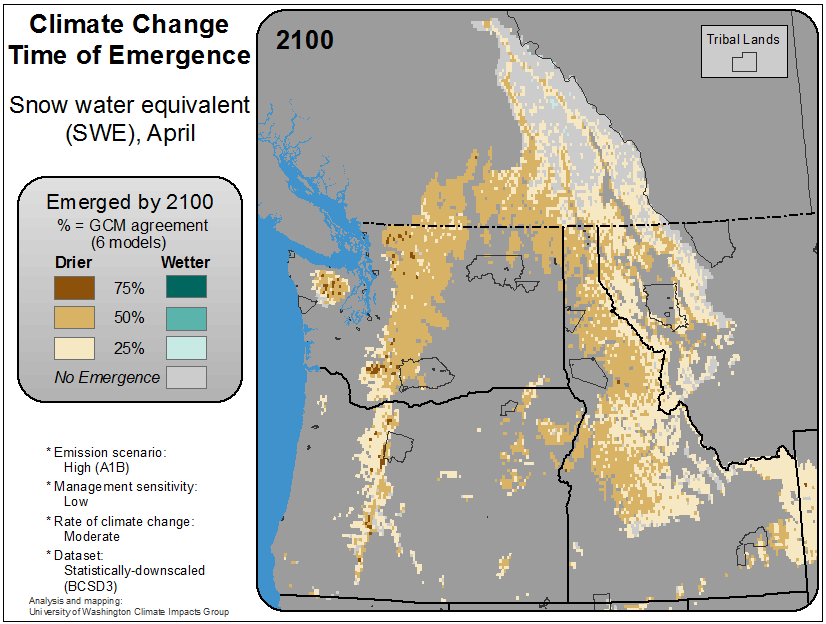 Climate Change
Time of Emergence
Snow water equivalent
(SWE), April
Emerged by 2100
% = GCM agreement
(6 models)
Drier Wetter
75%
50%
25%
No Emergence
* Emission scenario:
High (A1B)
* Management sensitivity:
Low
* Rate of climate change:
Moderate
* Dataset:
Statistically-downscaled
(BCSD3)
Analysis and mapping:
University of Washington Climate Impacts Group
2100
Tribal Lands